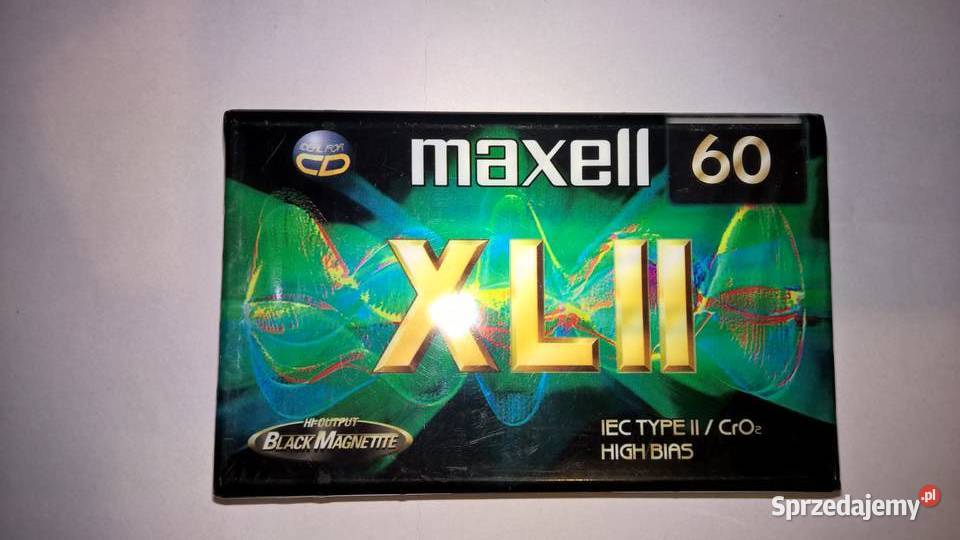 IDEAL FOR
CD
maxell
60
XLII
HI-OUTPUT
BLACK MAGNETITE
IEC TYPE II / CrO₂
HIGH BIAS
Sprzedajemy.pl